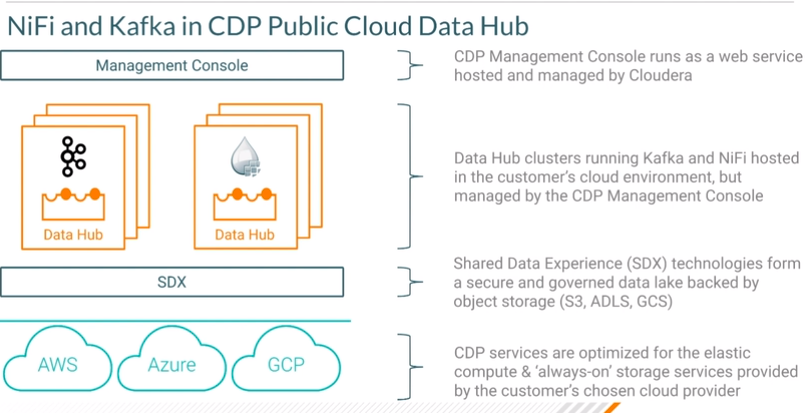 NiFi and Kafka in CDP Public Cloud Data Hub
Management Console
CDP Management Console runs as a web service
hosted and managed by Cloudera
Data Hub
Data Hub
Data Hub clusters running Kafka and NiFi hosted
in the customer's cloud environment, but
managed by the CDP Management Console
SDX
Shared Data Experience (SDX) technologies form
a secure and governed data lake backed by
object storage (S3, ADLS, GCS)
AWS
Azure
GCP
CDP services are optimized for the elastic
compute & 'always-on' storage services provided
by the customer's chosen cloud provider